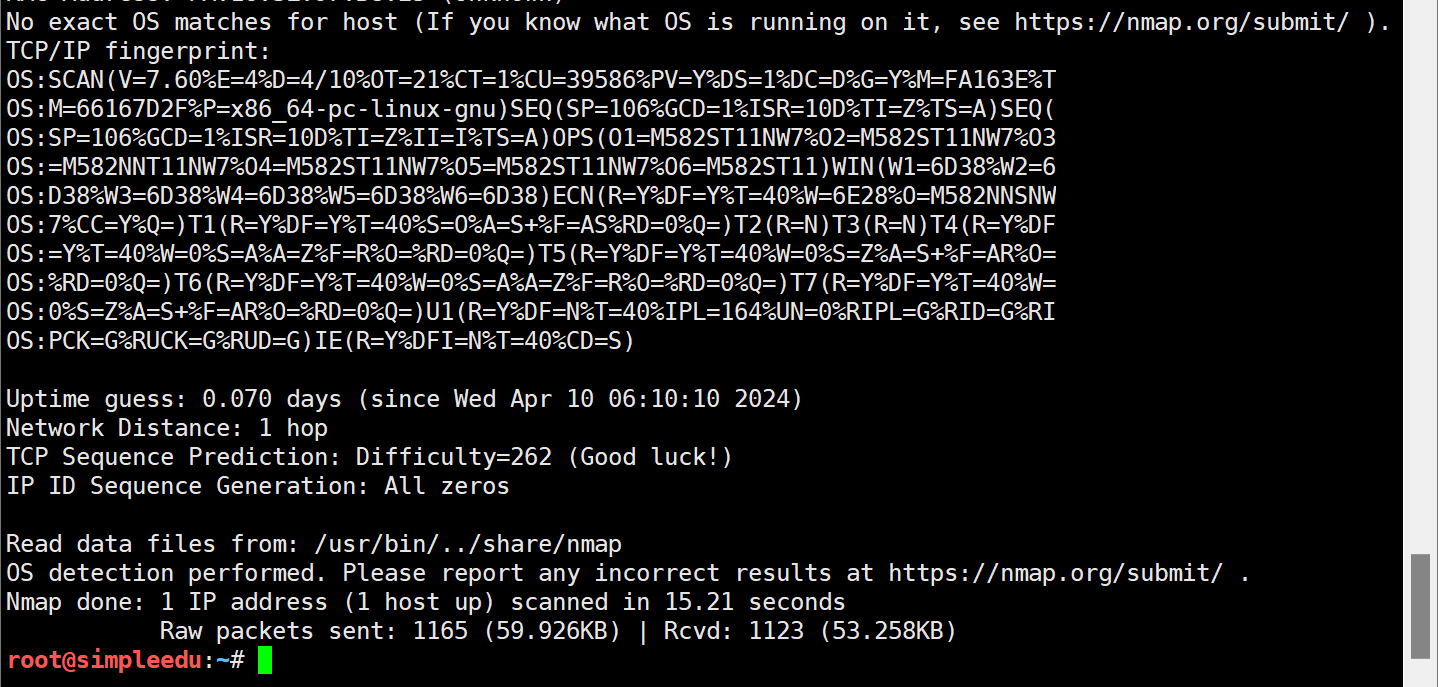 No exact OS matches for host (If you know what OS is running on it, see https://nmap.org/submit/ ).
TCP/IP fingerprint:
OS:SCAN(V=7.60%E=4%D=4/10%OT=21%CT=1%CU=39586%PV=Y%DS=1%DC=D%G=Y%M=FA163E%T
OS:M=66167D2F%P=x86_64-pc-linux-gnu)SEQ(SP=106%GCD=1%ISR=10D%TI=Z%TS=A)SEQ(
OS:SP=106%GCD=1%ISR=10D%TI=Z%II=I%TS=A)OPS(O1=M582ST11NW7%O2=M582ST11NW7%O3
OS:=M582NNT11NW7%O4=M582ST11NW7%O5=M582ST11NW7%O6=M582ST11)WIN(W1=6D38%W2=6
OS:D38%W3=6D38%W4=6D38%W5=6D38%W6=6D38)ECN(R=Y%DF=Y%T=40%W=6E28%O=M582NNSNW
OS:7%CC=Y%Q=)T1(R=Y%DF=Y%T=40%S=O%A=S+%F=AS%RD=0%Q=)T2(R=N)T3(R=N)T4(R=Y%DF
OS:=Y%T=40%W=0%S=A%A=Z%F=R%O=%RD=0%Q=)T5(R=Y%DF=Y%T=40%W=0%S=Z%A=S+%F=AR%O=
OS:%RD=0%Q=)T6(R=Y%DF=Y%T=40%W=0%S=A%A=Z%F=R%O=%RD=0%Q=)T7(R=Y%DF=Y%T=40%W=
OS:0%S=Z%A=S+%F=AR%O=%RD=0%Q=)U1(R=Y%DF=N%T=40%IPL=164%UN=0%RIPL=G%RID=G%RI
OS:PCK=G%RUCK=G%RUD=G)IE(R=Y%DFI=N%T=40%CD=S)
Uptime guess: 0.070 days (since Wed Apr 10 06:10:10 2024)
Network Distance: 1 hop
TCP Sequence Prediction: Difficulty=262 (Good luck!)
IP ID Sequence Generation: All zeros
Read data files from: /usr/bin/../share/nmap
OS detection performed. Please report any incorrect results at https://nmap.org/submit/ .
Nmap done: 1 IP address (1 host up) scanned in 15.21 seconds
Raw packets sent: 1165 (59.926KB) | Rcvd: 1123 (53.258KB)
root@simpleedu:~#